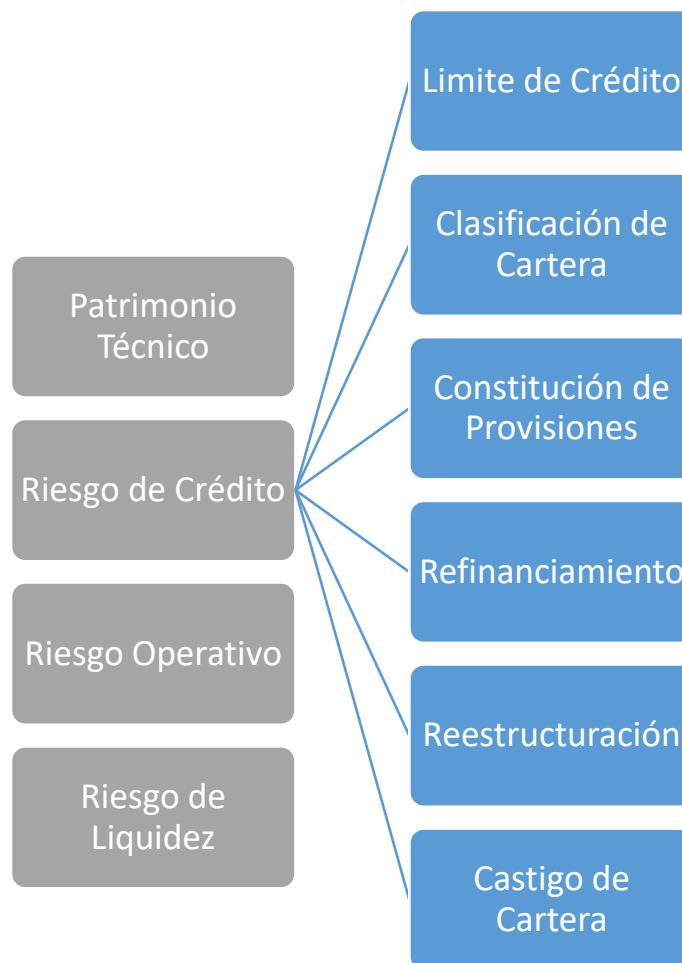 Patrimonio
Técnico
Riesgo de Crédito
Riesgo Operativo
Riesgo de
Liquidez
Limite de Crédito
Clasificación de
Cartera
Constitución de
Provisiones
Refinanciamiento
Reestructuración
Castigo de
Cartera